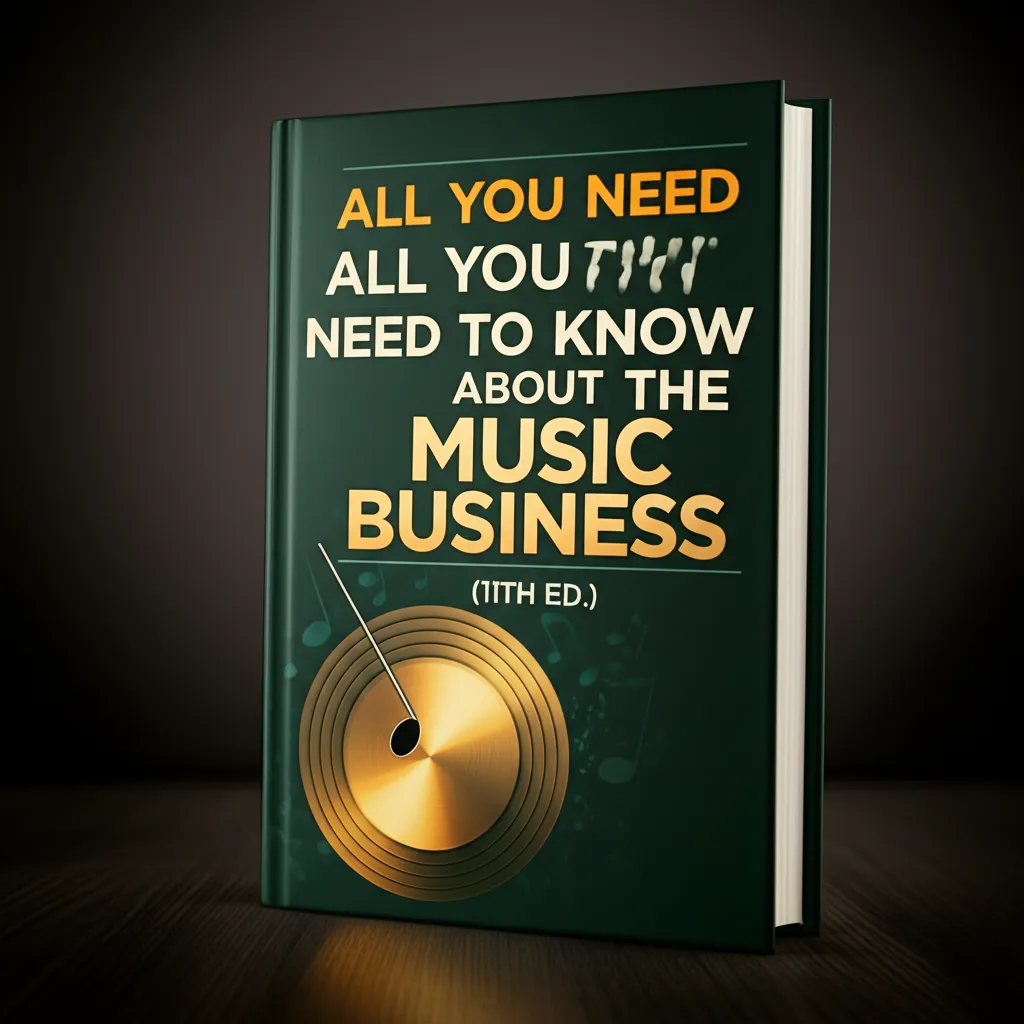 ALL YOU NEED
ALL YOU
NEED TO KNOW
ABOUT THE
MUSIC
BUSINESS
(11TH ED.)